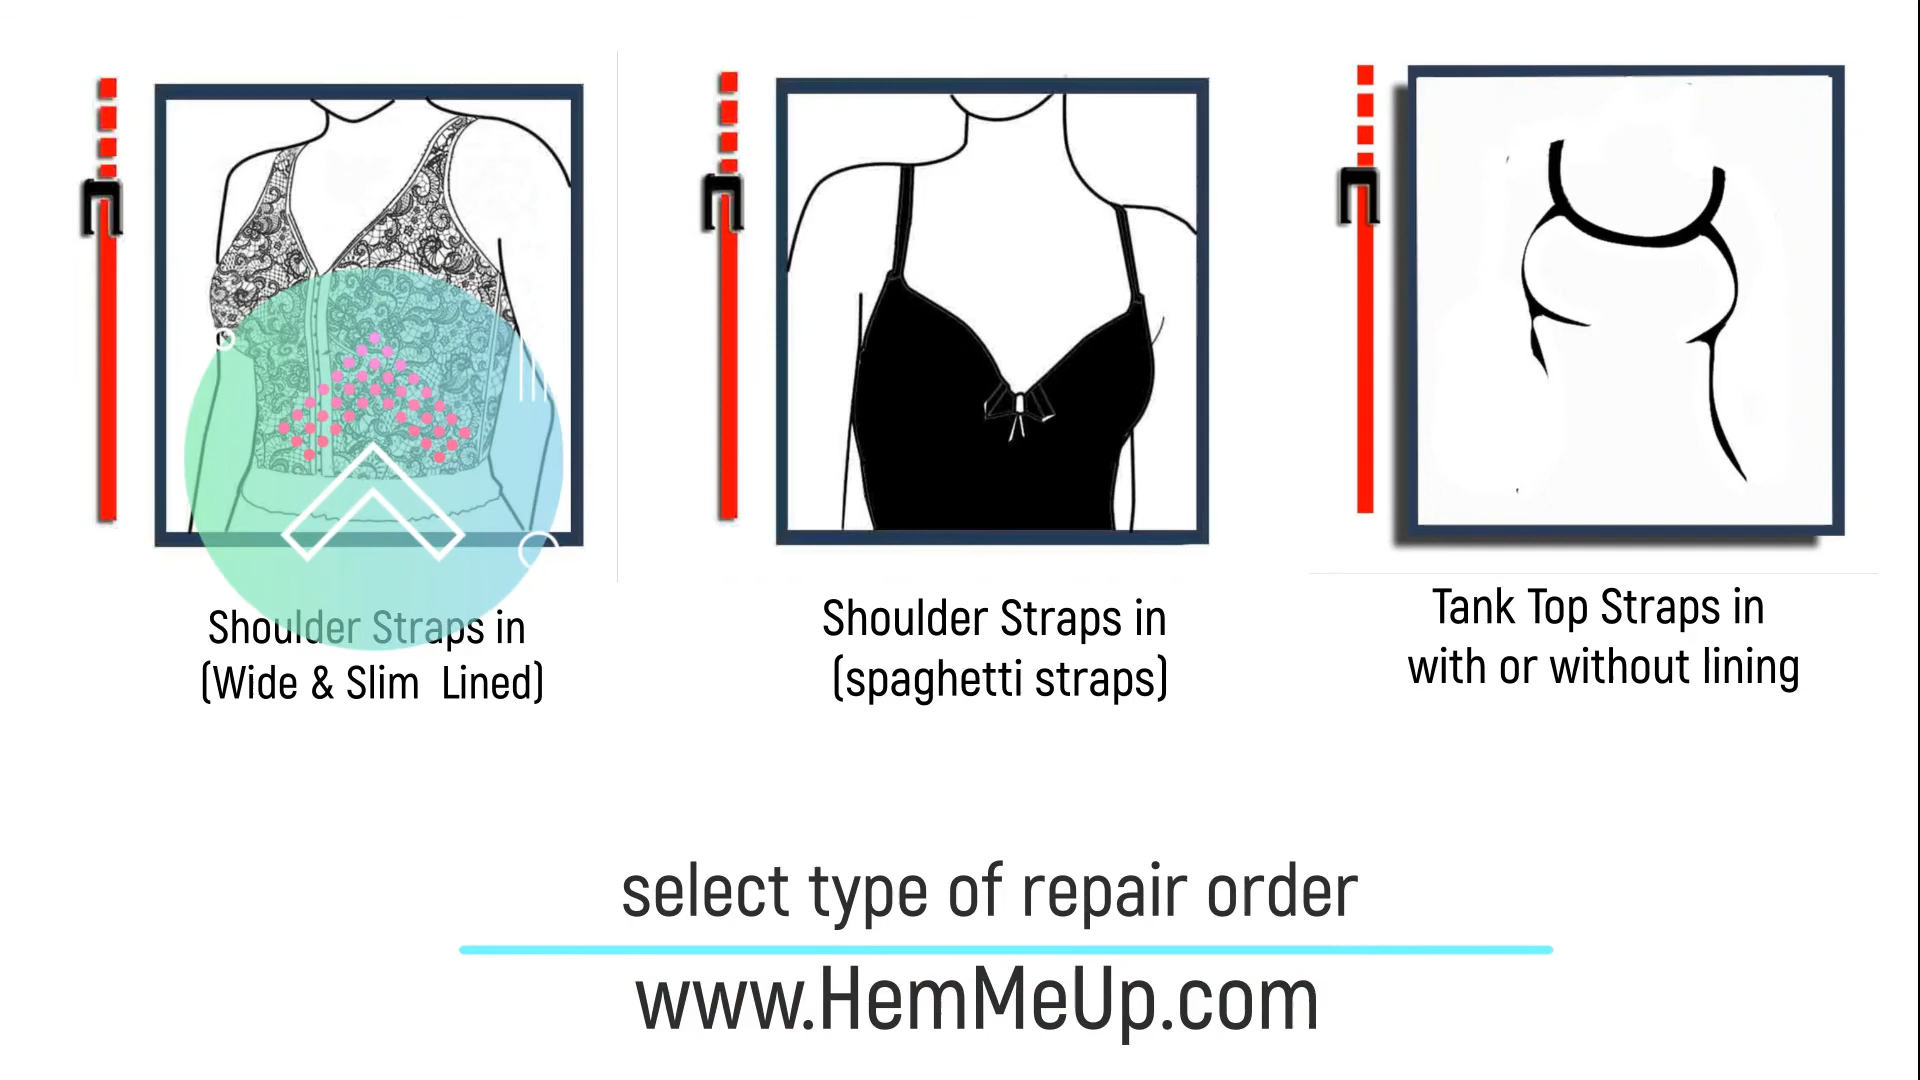 Shoulder Straps in
(Wide & Slim Lined)
Shoulder Straps in
(spaghetti straps)
Tank Top Straps in
with or without lining
select type of repair order
www.HemMeUp.com